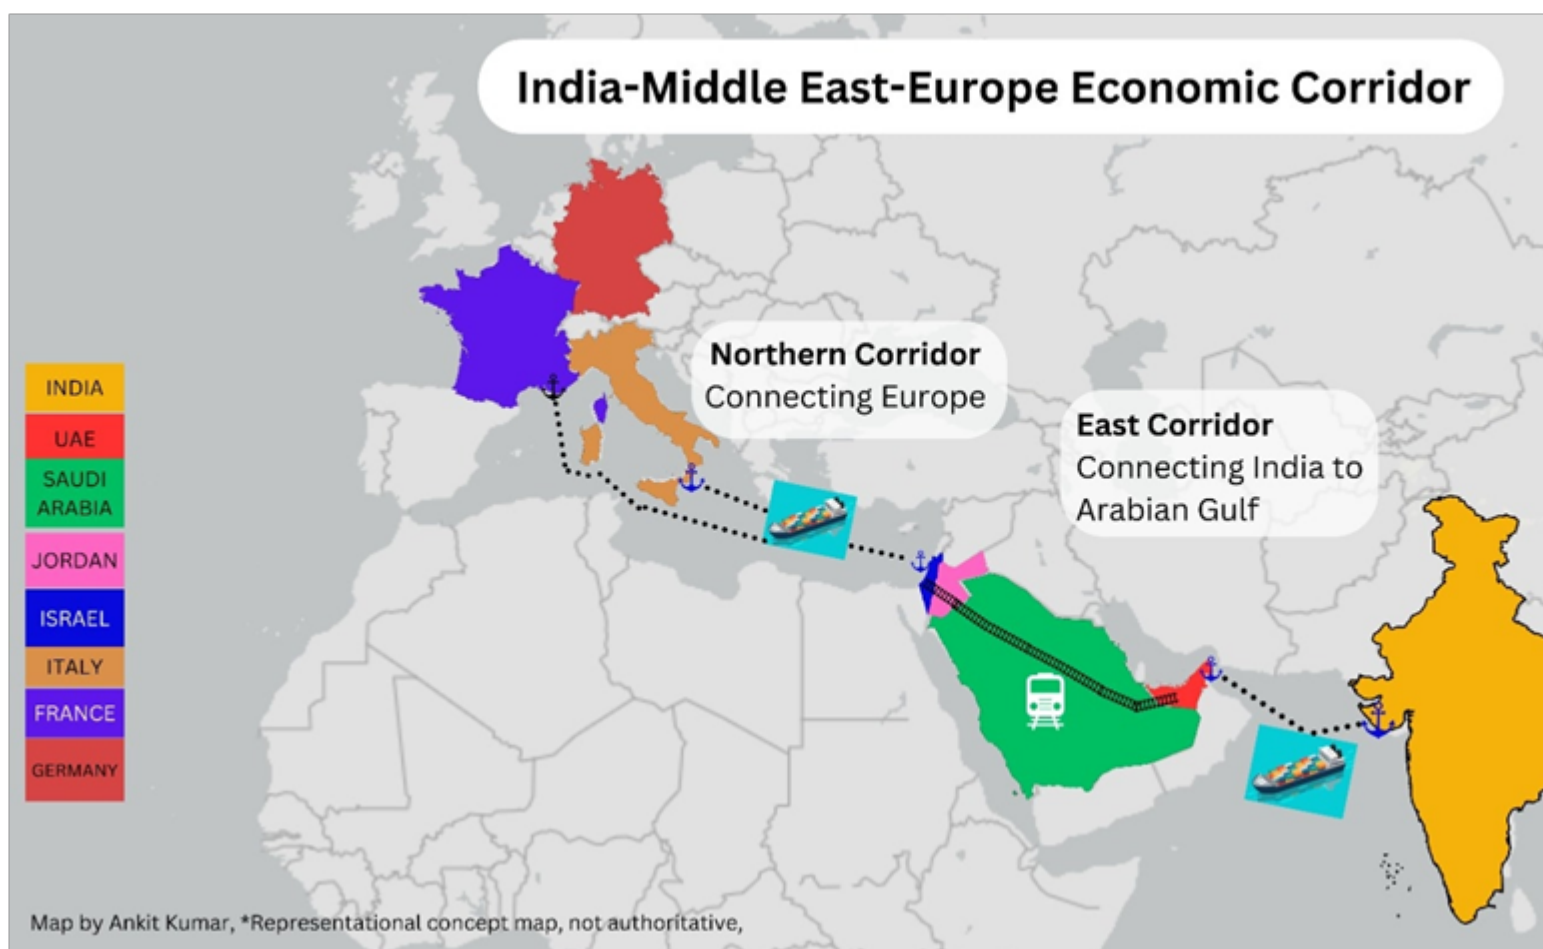 India-Middle East-Europe Economic Corridor
Northern Corridor
Connecting Europe
East Corridor
Connecting India to
Arabian Gulf
INDIA
UAE
SAUDI
ARABIA
JORDAN
ISRAEL
ITALY
FRANCE
GERMANY
Map by Ankit Kumar, *Representational concept map, not authoritative,